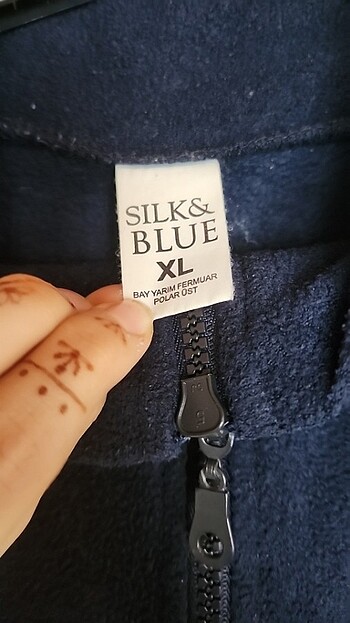 SILK&
BLUE
XL
BAY YARIM FERMUAR
POLAR ÜST